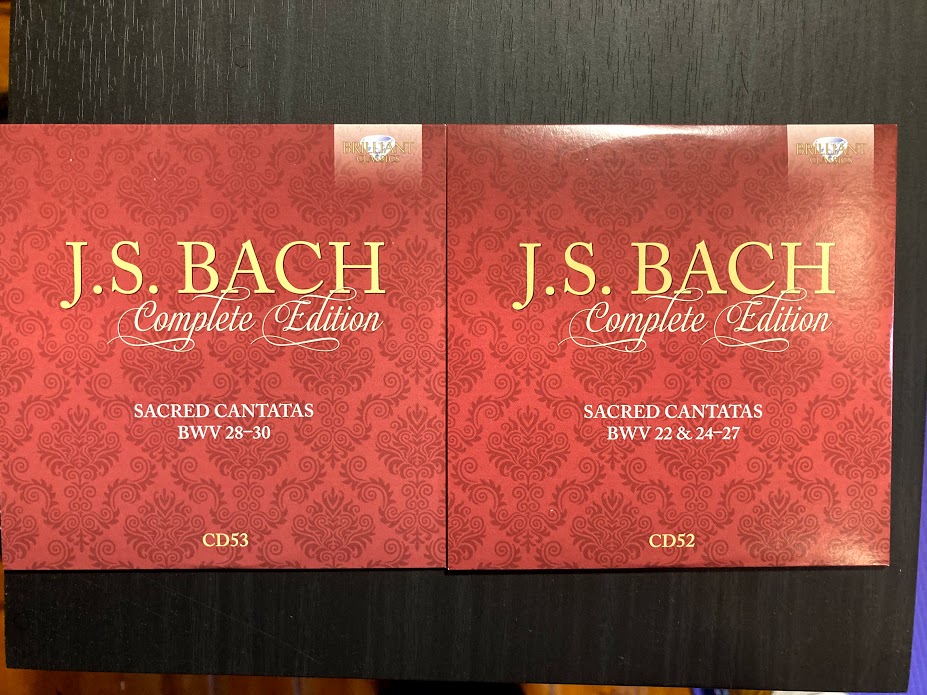 BRILLIANT
CLASSICS
J.S. BACH
Complete Edition
SACRED CANTATAS
BWV 28–30
CD53
BRILLIANT
CLASSICS
J.S. BACH
Complete Edition
SACRED CANTATAS
BWV 22 & 24–27
CD52